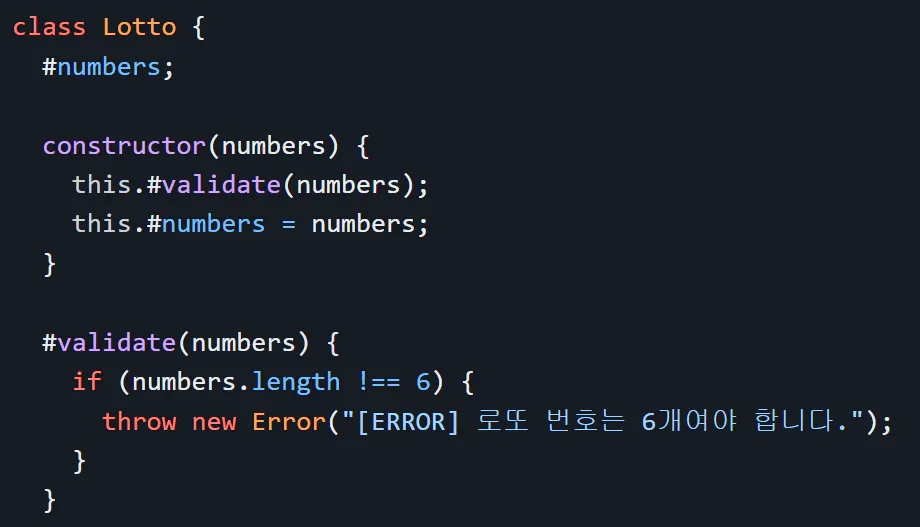 class Lotto {
  #numbers;

  constructor(numbers) {
    this.#validate(numbers);
    this.#numbers = numbers;
  }

  #validate(numbers) {
    if (numbers.length !== 6) {
      throw new Error("[ERROR] 로또 번호는 6개여야 합니다.");
    }
  }